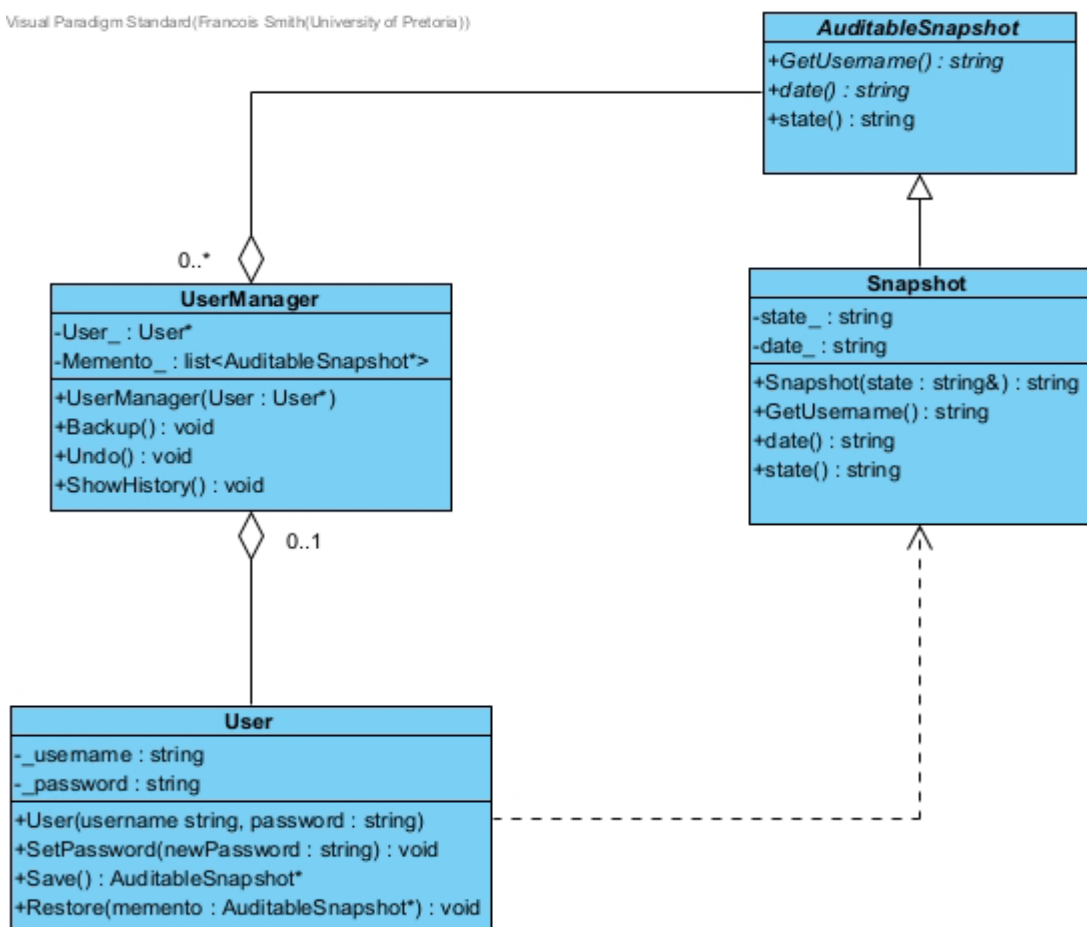 Visual Paradigm Standard(Francois Smith(University of Pretoria))
AuditableSnapshot
+GetUsername() : string
+date() : string
+state() : string
0..*
UserManager
-User_ : User*
-Memento_ : list<AuditableSnapshot*>
+UserManager(User : User*)
+Backup() : void
+Undo() : void
+ShowHistory() : void
Snapshot
-state_ : string
-date_ : string
+Snapshot(state : string&) : string
+GetUsername() : string
+date() : string
+state() : string
0..1
User
-_username : string
-_password : string
+User(username string, password : string)
+SetPassword(newPassword : string) : void
+Save() : AuditableSnapshot*
+Restore(memento : AuditableSnapshot*) : void